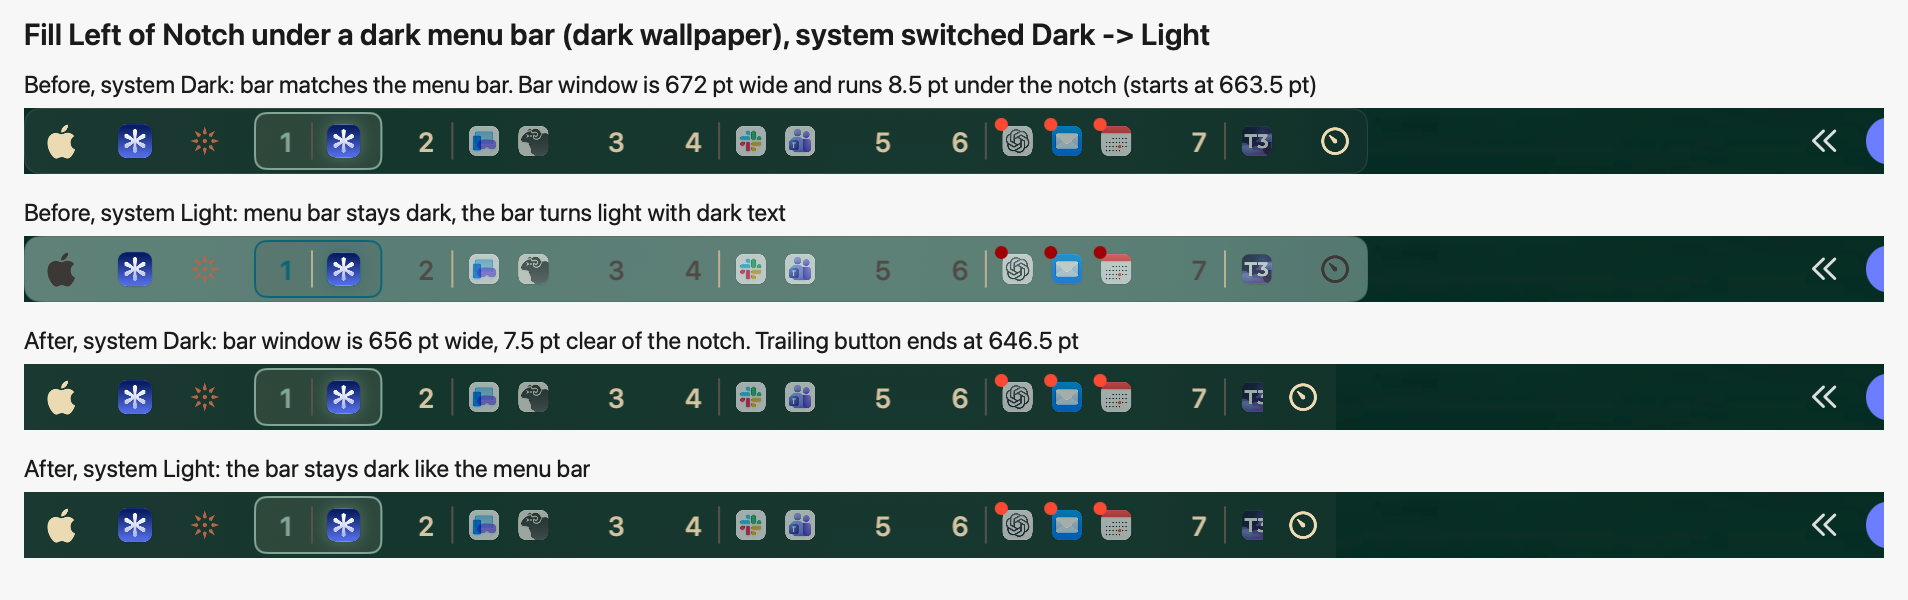 Fill Left of Notch under a dark menu bar (dark wallpaper), system switched Dark -> Light
Before, system Dark: bar matches the menu bar. Bar window is 672 pt wide and runs 8.5 pt under the notch (starts at 663.5 pt)
1 2 3 4 5 6 7 T3
Before, system Light: menu bar stays dark, the bar turns light with dark text
1 2 3 4 5 6 7 T3
After, system Dark: bar window is 656 pt wide, 7.5 pt clear of the notch. Trailing button ends at 646.5 pt
1 2 3 4 5 6 7
After, system Light: the bar stays dark like the menu bar
1 2 3 4 5 6 7